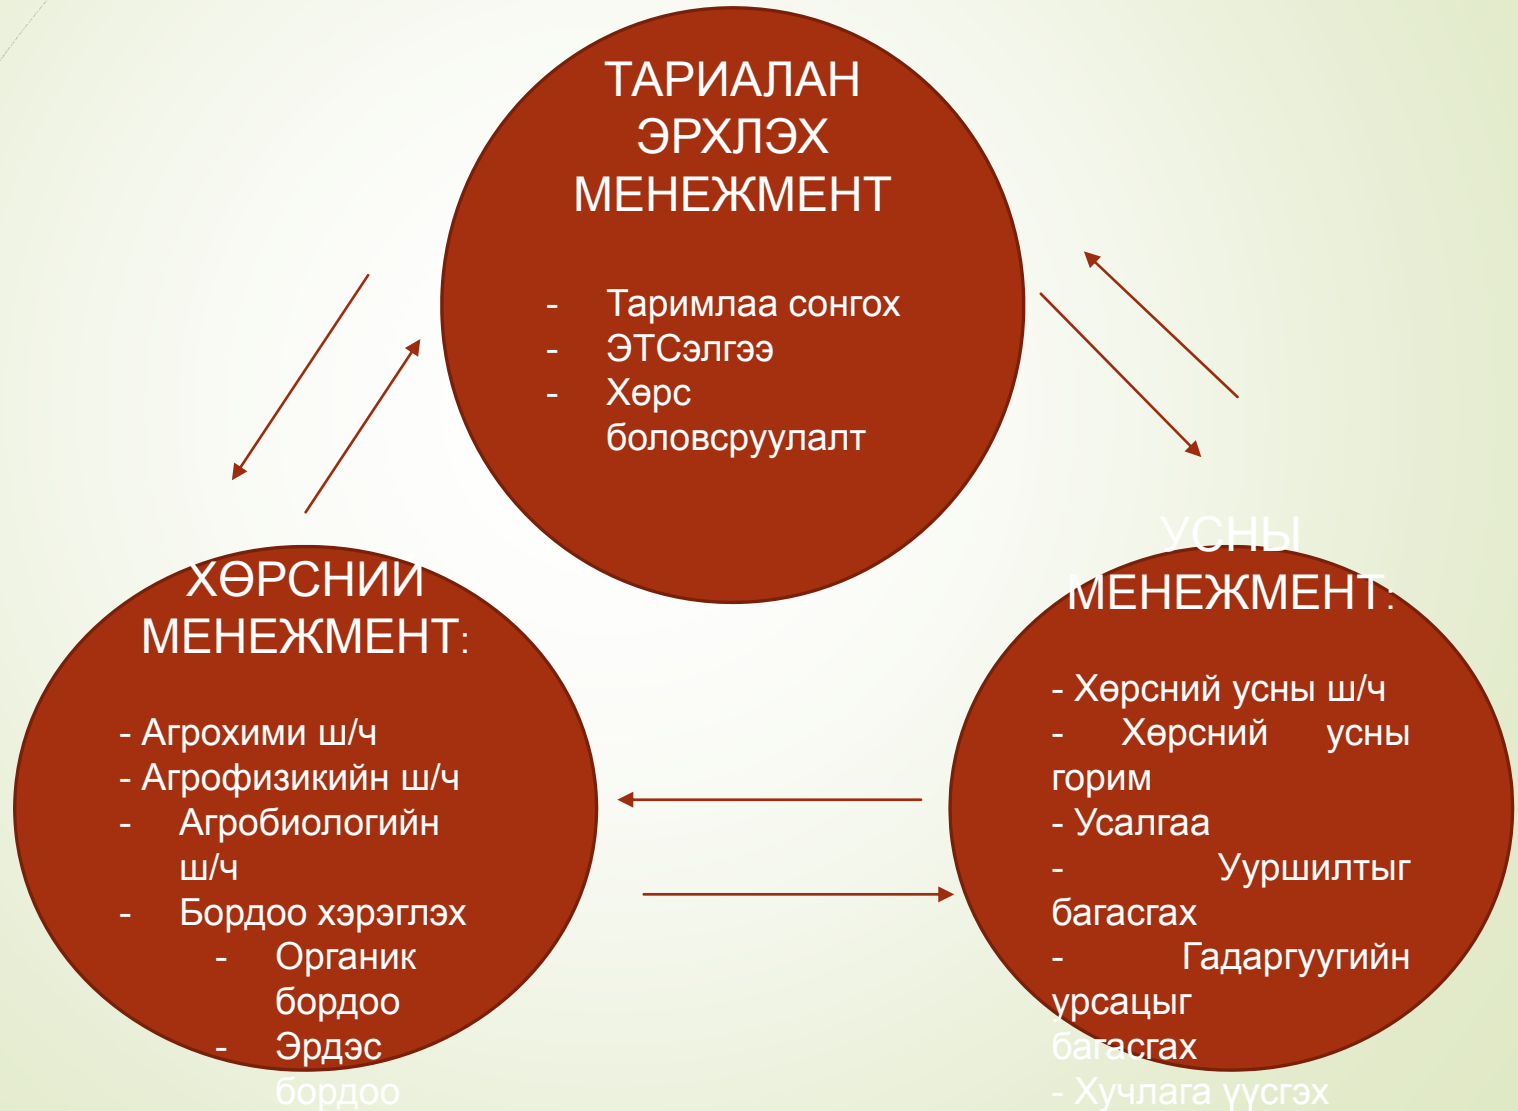 ТАРИАЛАН
ЭРХЛЭХ
МЕНЕЖМЕНТ
- Таримлаа сонгох
- ЭТСэлгээ
- Хөрс
боловсруулалт
ХӨРСНИЙ
МЕНЕЖМЕНТ:
- Агрохими ш/ч
- Агрофизикийн ш/ч
- Агробиологийн
ш/ч
- Бордоо хэрэглэх
- Органик
бордоо
- Эрдэс
бордоо
УСНЫ
МЕНЕЖМЕНТ:
- Хөрсний усны ш/ч
- Хөрсний усны
горим
- Усалгаа
- Ууршилтыг
багасгах
- Гадаргуугийн
урсацыг
багасгах
- Хучлага үүсгэх